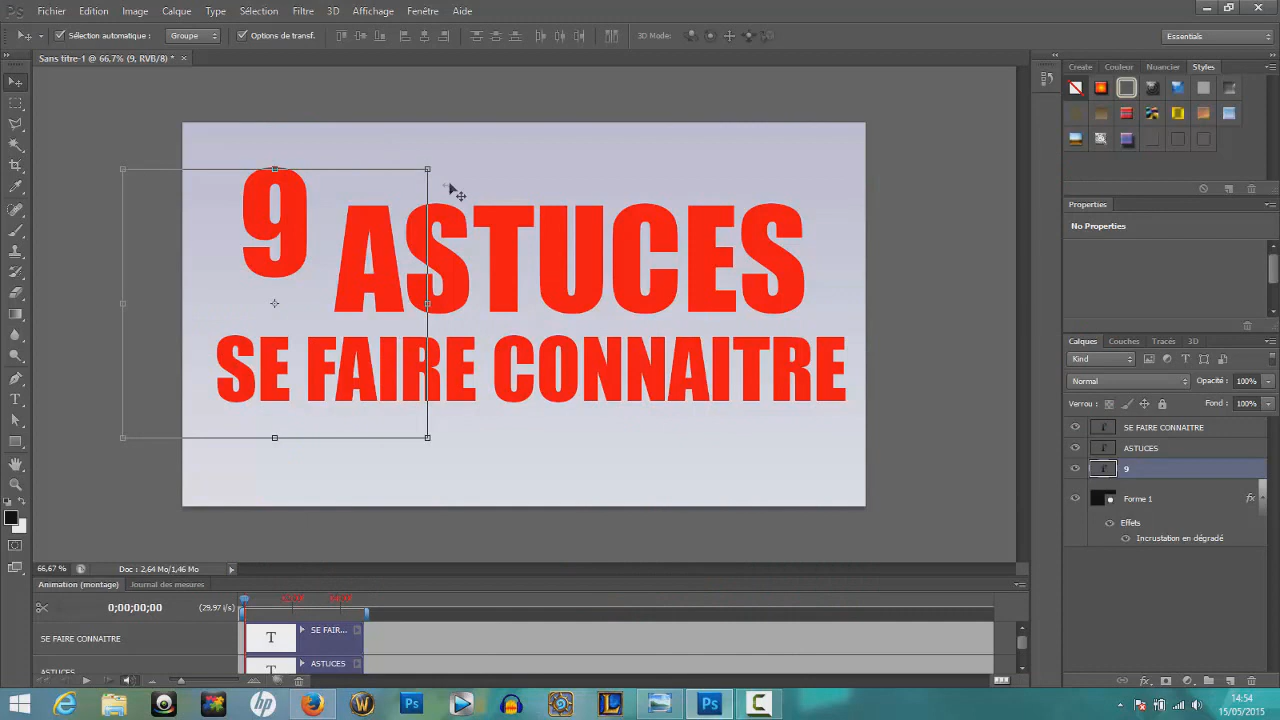 Ps Fichier Edition Image Calque Type Sélection Filtre 3D Affichage Fenêtre Aide
Sélection automatique : Groupe Options de transf. 3D Mode : Essentials
Sans titre-1 @ 66,7% (9, RVB/8) * ×
Create Couleur Nuancier Styles
Properties
No Properties
9 ASTUCES
SE FAIRE CONNAITRE
Calques Couches Tracés 3D
Kind
Normal Opacité : 100%
Verrou : Fond : 100%
T SE FAIRE CONNAITRE
T ASTUCES
T 9
Forme 1 fx
Effets
Incrustation en dégradé
66,67 % Doc : 2,64 Mo/1,46 Mo
Animation (montage) Journal des mesures
0;00;00;00 (29,97 i/s)
SE FAIRE CONNAITRE T SE FAIR...
ASTUCES T ASTUCES
14:54
15/05/2015